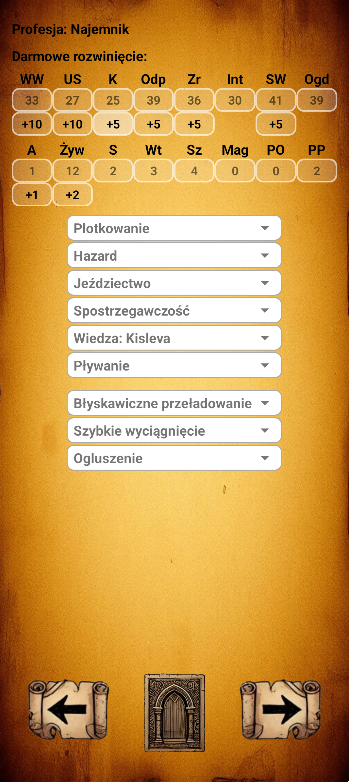 Profesja: Najemnik
Darmowe rozwinięcie:
WW US K Odp Zr Int SW Ogd
33 27 25 39 36 30 41 39
+10 +10 +5 +5 +5 +5
A Żyw S Wt Sz Mag PO PP
1 12 2 3 4 0 0 2
+1 +2
Plotkowanie
Hazard
Jeździectwo
Spostrzegawczość
Wiedza: Kisleva
Pływanie
Błyskawiczne przeładowanie
Szybkie wyciągnięcie
Ogluszenie